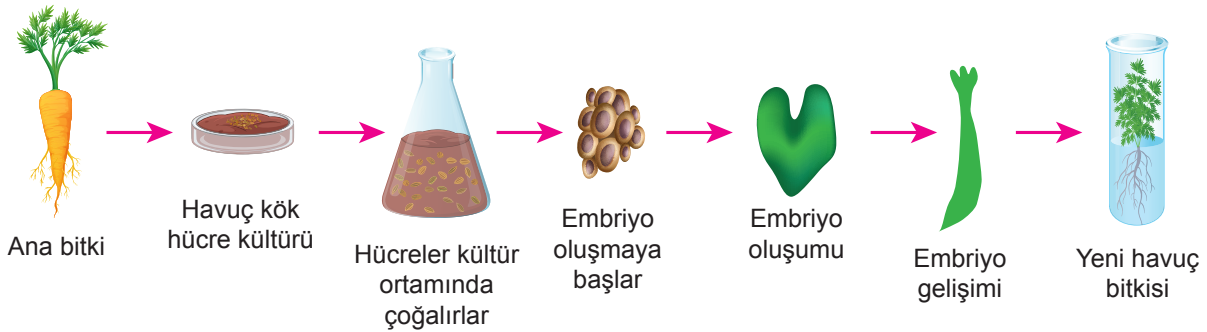 Ana bitki
Havuç kök
hücre kültürü
Hücreler kültür
ortamında
çoğalırlar
Embriyo
oluşmaya
başlar
Embriyo
oluşumu
Embriyo
gelişimi
Yeni havuç
bitkisi